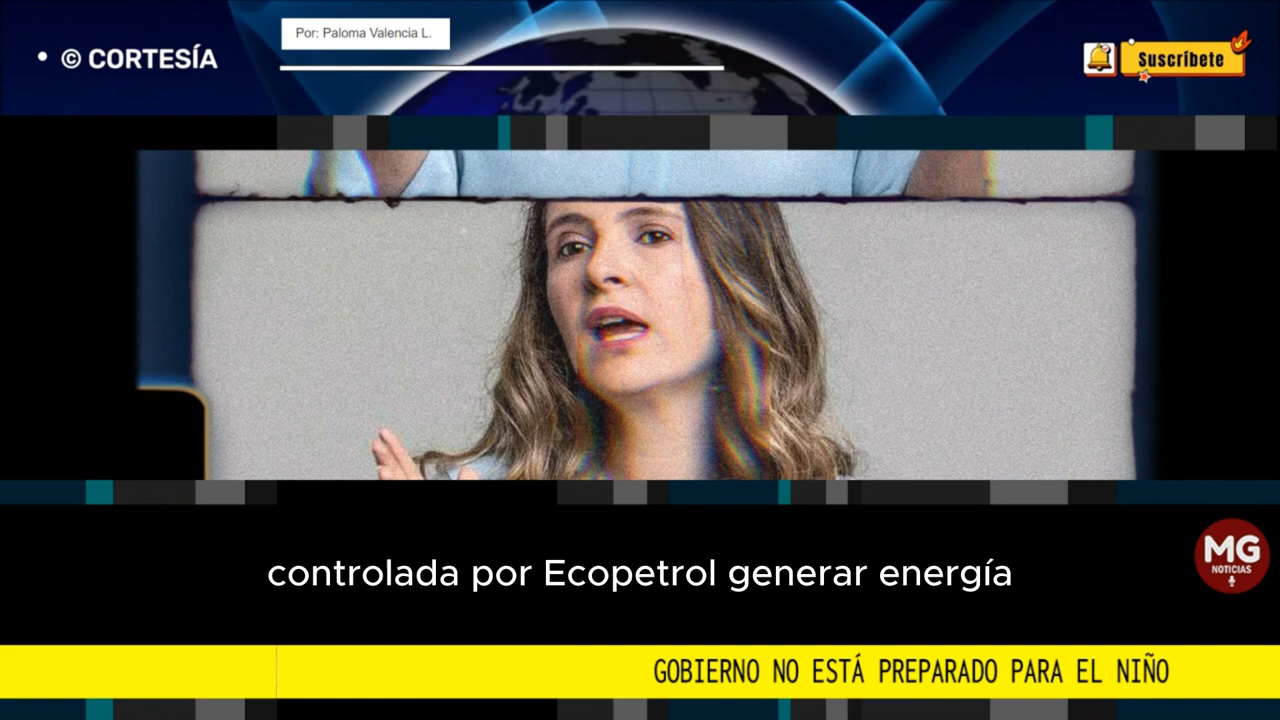 • © CORTESÍA
Por: Paloma Valencia L.
Suscríbete
controlada por Ecopetrol generar energía
MG
NOTICIAS
GOBIERNO NO ESTÁ PREPARADO PARA EL NIÑO